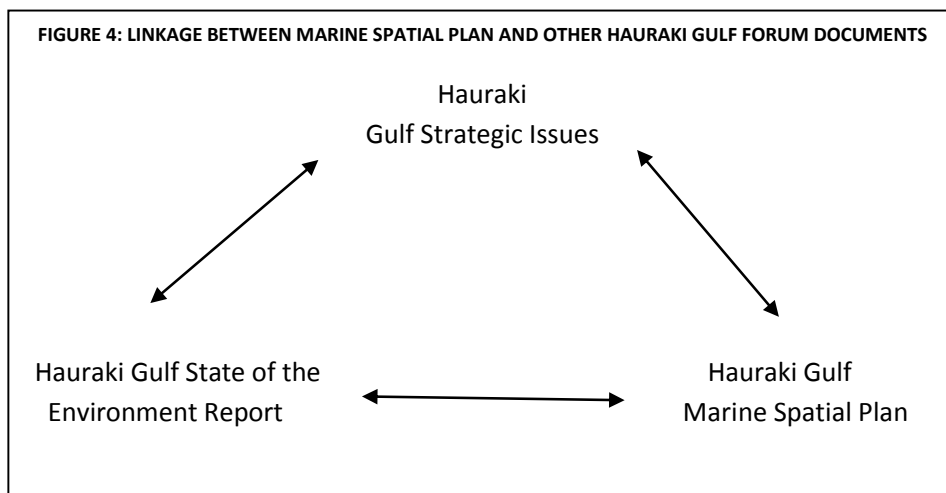 FIGURE 4: LINKAGE BETWEEN MARINE SPATIAL PLAN AND OTHER HAURAKI GULF FORUM DOCUMENTS
Hauraki
Gulf Strategic Issues
Hauraki Gulf State of the
Environment Report
Hauraki Gulf
Marine Spatial Plan